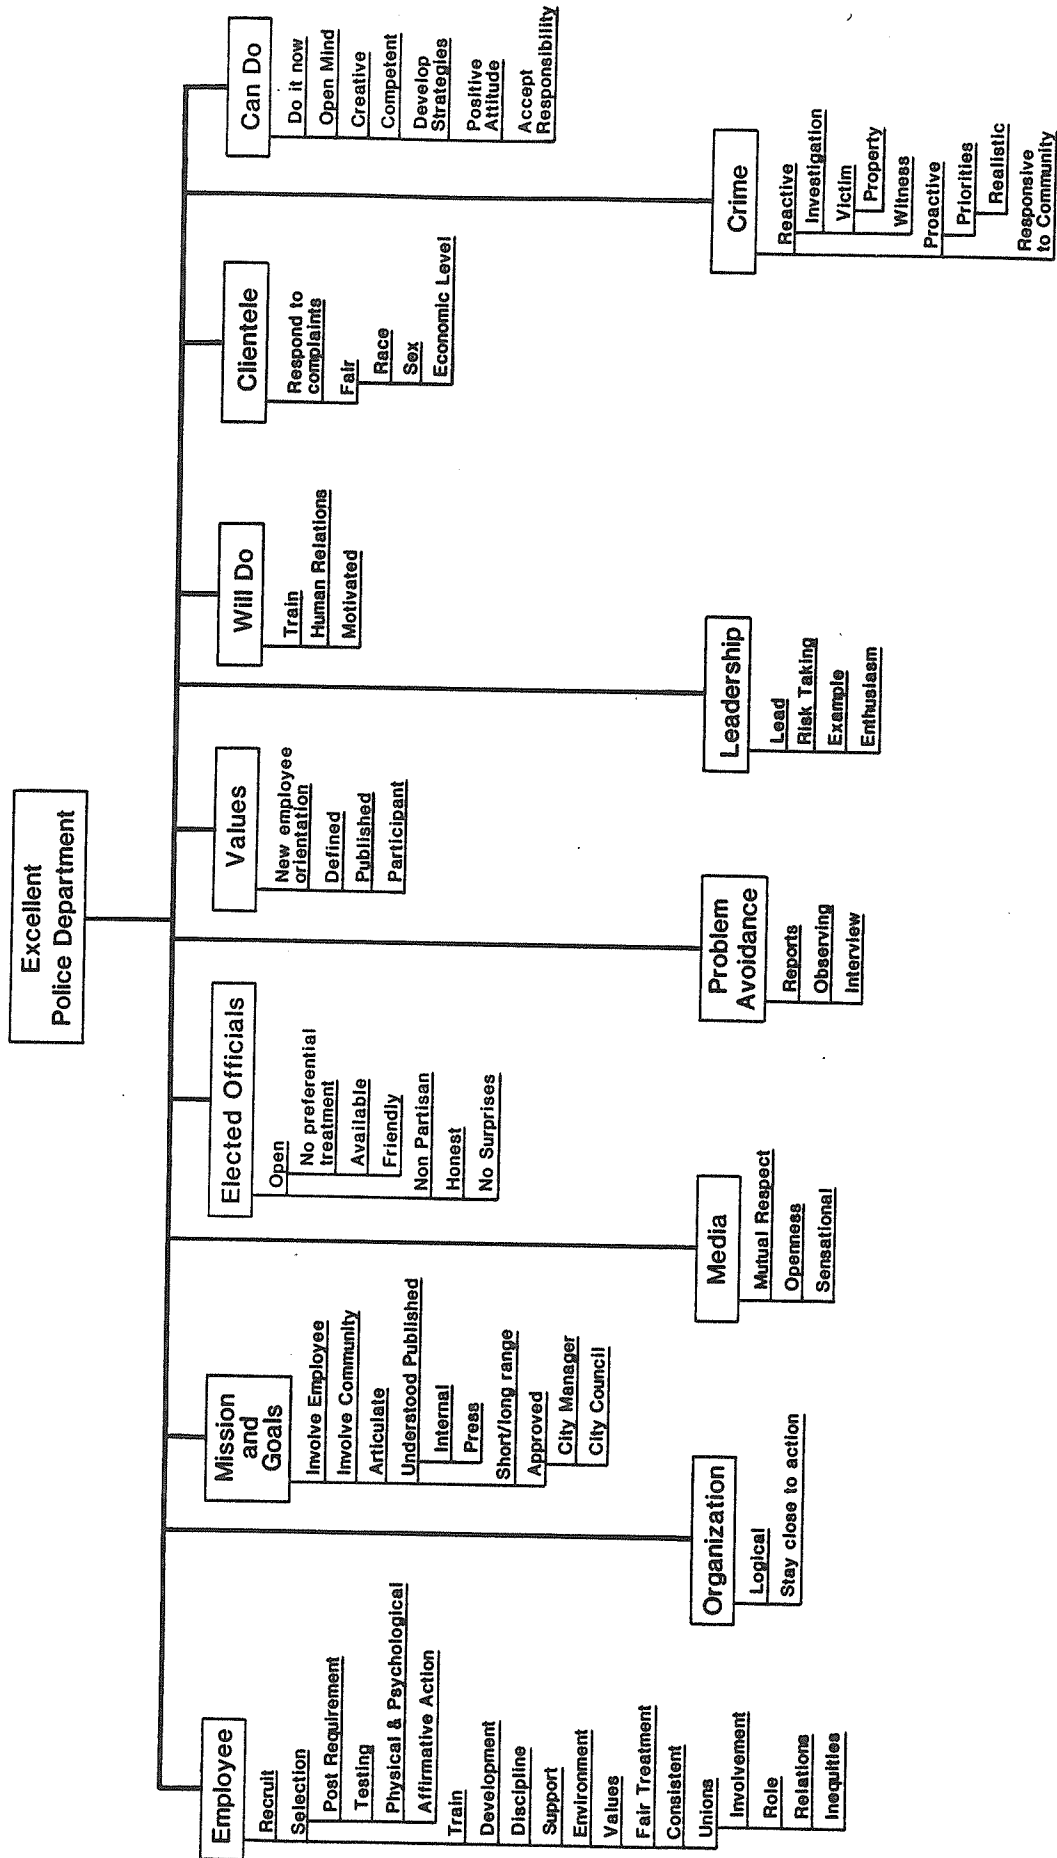 Excellent
Police Department
Employee
Recruit
Selection
Post Requirement
Testing
Physical & Psychological
Affirmative Action
Train
Development
Discipline
Support
Environment
Values
Fair Treatment
Consistent
Unions
Involvement
Role
Relations
Inequities
Mission
and
Goals
Involve Employee
Involve Community
Articulate
Understood Published
Internal
Press
Short/long range
Approved
City Manager
City Council
Elected Officials
Open
No preferential
treatment
Available
Friendly
Non Partisan
Honest
No Surprises
Values
New employee
orientation
Defined
Published
Participant
Will Do
Train
Human Relations
Motivated
Clientele
Respond to
complaints
Fair
Race
Sex
Economic Level
Can Do
Do it now
Open Mind
Creative
Competent
Develop
Strategies
Positive
Attitude
Accept
Responsibility
Organization
Logical
Stay close to action
Media
Mutual Respect
Openness
Sensational
Problem
Avoidance
Reports
Observing
Interview
Leadership
Lead
Risk Taking
Example
Enthusiasm
Crime
Reactive
Investigation
Victim
Property
Witness
Proactive
Priorities
Realistic
Responsive
to Community